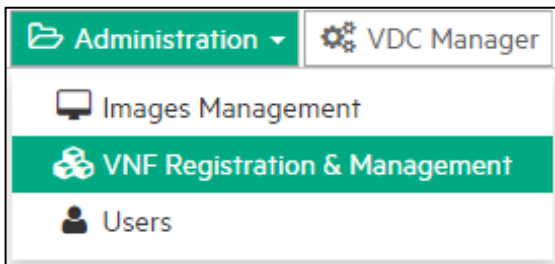 Administration VDC Manager
Images Management
VNF Registration & Management
Users